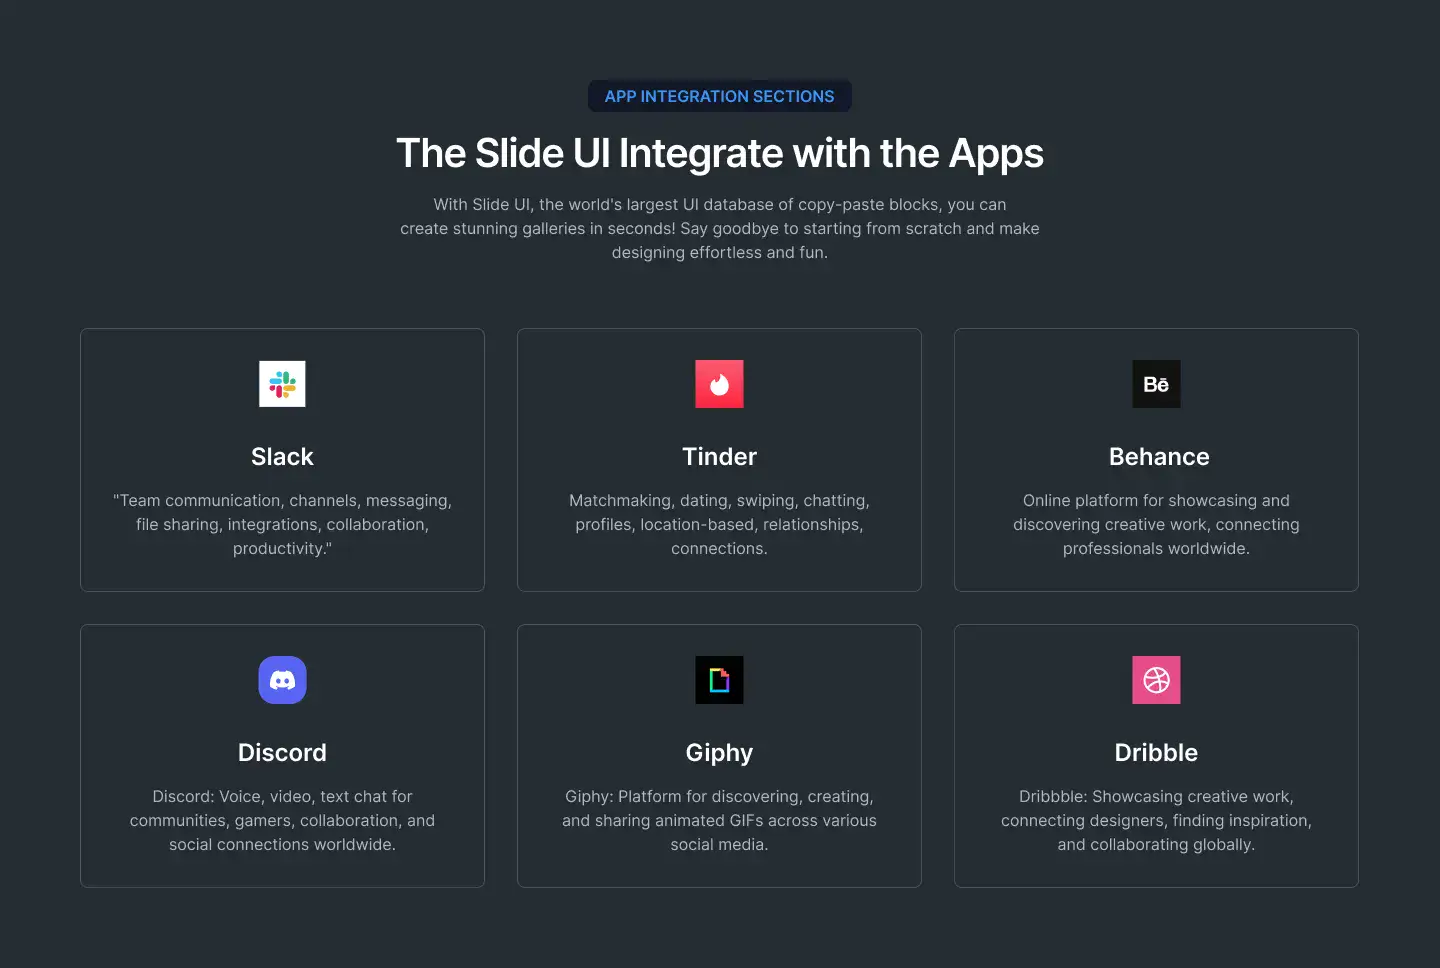 APP INTEGRATION SECTIONS
The Slide UI Integrate with the Apps
With Slide UI, the world's largest UI database of copy-paste blocks, you can
create stunning galleries in seconds! Say goodbye to starting from scratch and make
designing effortless and fun.
Slack
"Team communication, channels, messaging,
file sharing, integrations, collaboration,
productivity."
Tinder
Matchmaking, dating, swiping, chatting,
profiles, location-based, relationships,
connections.
Bē
Behance
Online platform for showcasing and
discovering creative work, connecting
professionals worldwide.
Discord
Discord: Voice, video, text chat for
communities, gamers, collaboration, and
social connections worldwide.
Giphy
Giphy: Platform for discovering, creating,
and sharing animated GIFs across various
social media.
Dribble
Dribbble: Showcasing creative work,
connecting designers, finding inspiration,
and collaborating globally.